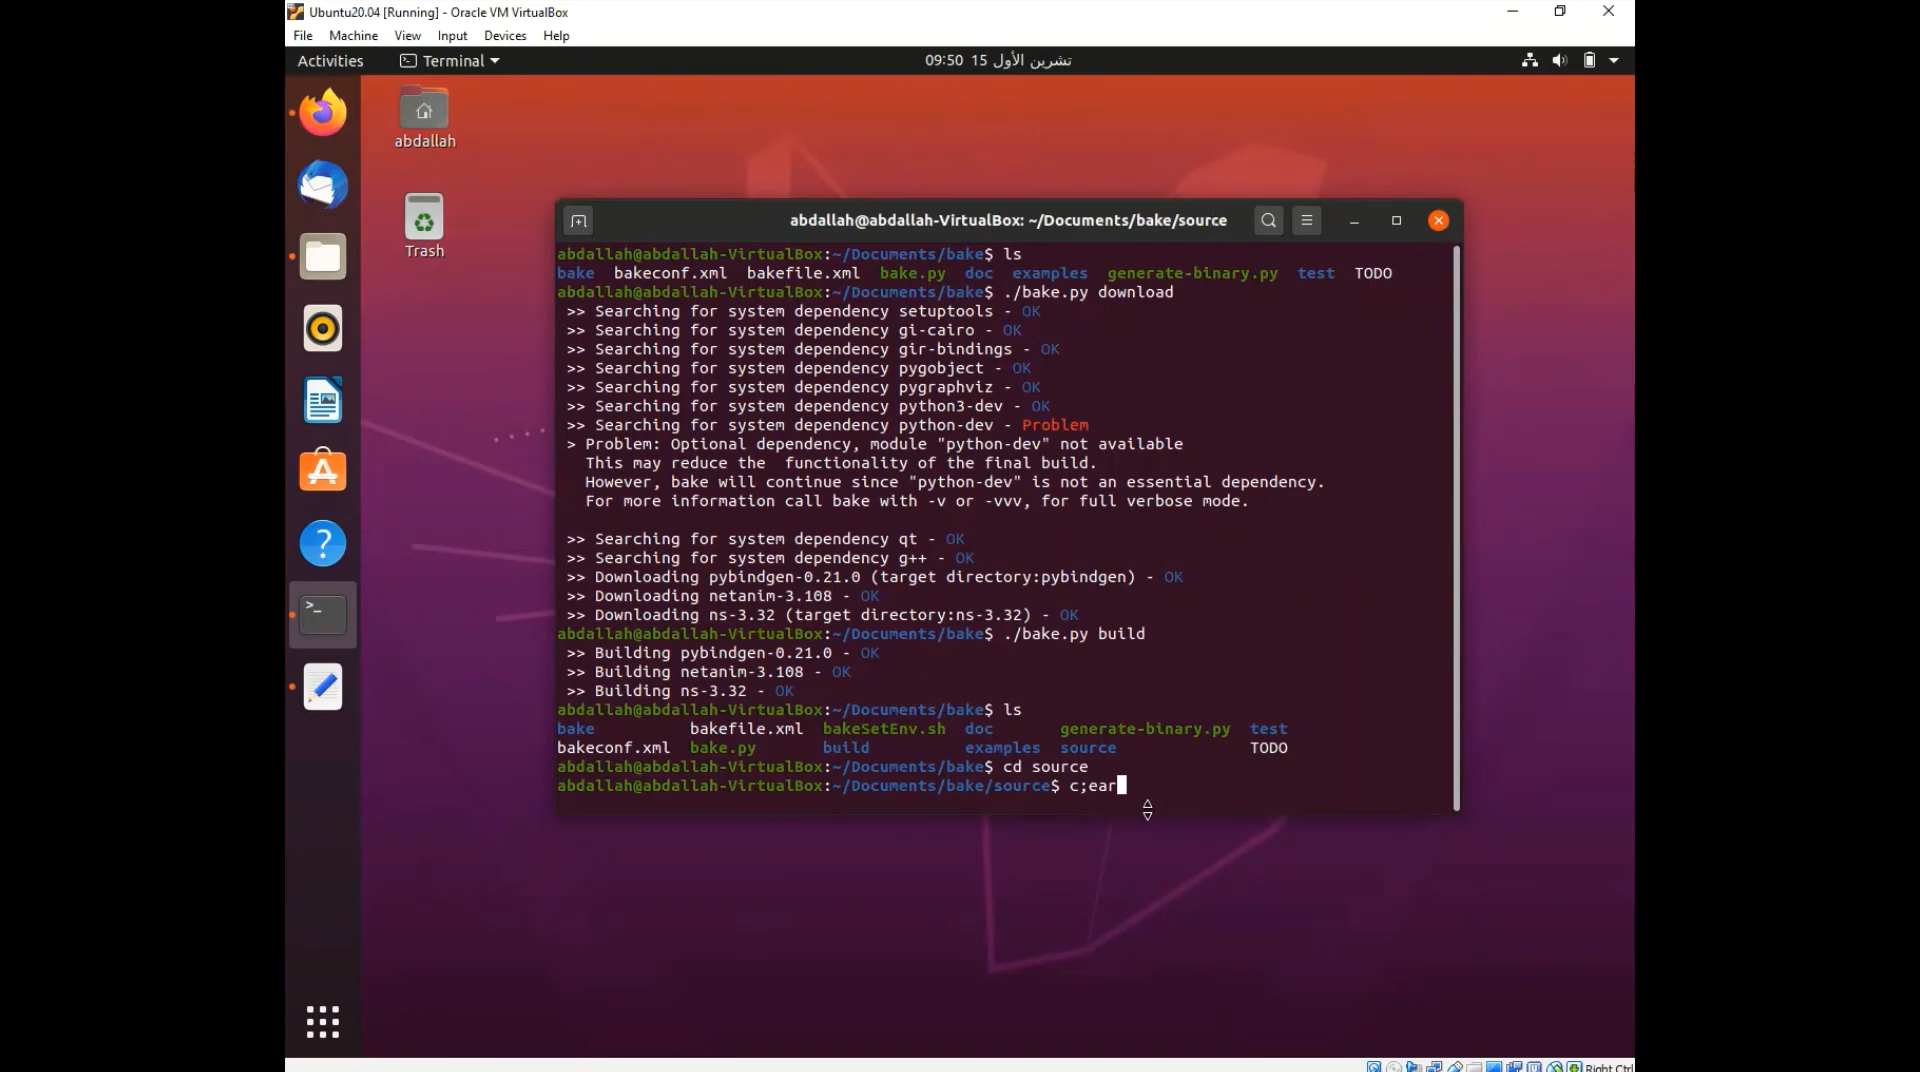 Ubuntu20.04 [Running] - Oracle VM VirtualBox
File Machine View Input Devices Help
Activities Terminal 09:50 15 تشرين الأول
abdallah
Trash
abdallah@abdallah-VirtualBox: ~/Documents/bake/source
abdallah@abdallah-VirtualBox:~/Documents/bake$ ls
bake bakeconf.xml bakefile.xml bake.py doc examples generate-binary.py test TODO
abdallah@abdallah-VirtualBox:~/Documents/bake$ ./bake.py download
>> Searching for system dependency setuptools - OK
>> Searching for system dependency gi-cairo - OK
>> Searching for system dependency gir-bindings - OK
>> Searching for system dependency pygobject - OK
>> Searching for system dependency pygraphviz - OK
>> Searching for system dependency python3-dev - OK
>> Searching for system dependency python-dev - Problem
> Problem: Optional dependency, module "python-dev" not available
This may reduce the  functionality of the final build.
However, bake will continue since "python-dev" is not an essential dependency.
For more information call bake with -v or -vvv, for full verbose mode.
>> Searching for system dependency qt - OK
>> Searching for system dependency g++ - OK
>> Downloading pybindgen-0.21.0 (target directory:pybindgen) - OK
>> Downloading netanim-3.108 - OK
>> Downloading ns-3.32 (target directory:ns-3.32) - OK
abdallah@abdallah-VirtualBox:~/Documents/bake$ ./bake.py build
>> Building pybindgen-0.21.0 - OK
>> Building netanim-3.108 - OK
>> Building ns-3.32 - OK
abdallah@abdallah-VirtualBox:~/Documents/bake$ ls
bake bakefile.xml bakeSetEnv.sh doc generate-binary.py test
bakeconf.xml bake.py build examples source TODO
abdallah@abdallah-VirtualBox:~/Documents/bake$ cd source
abdallah@abdallah-VirtualBox:~/Documents/bake/source$ c;ear
Right Ctrl